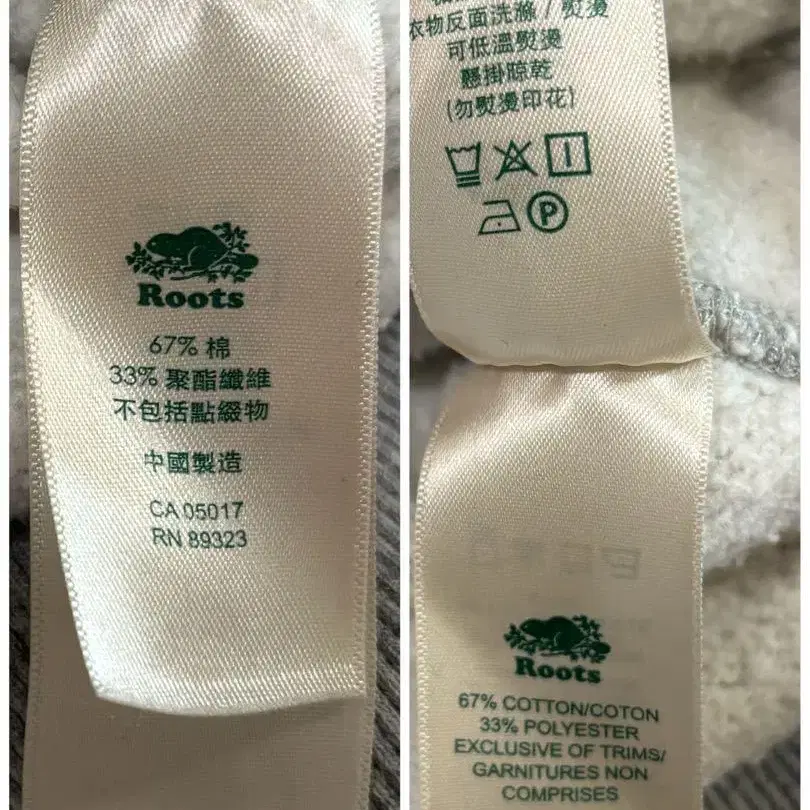 Roots
67% 棉
33% 聚酯纖維
不包括點綴物
中國製造
CA 05017
RN 89323
衣物反面洗滌 / 熨燙
可低溫熨燙
懸掛晾乾
(勿熨燙印花)
P
Roots
67% COTTON/COTON
33% POLYESTER
EXCLUSIVE OF TRIMS/
GARNITURES NON
COMPRISES